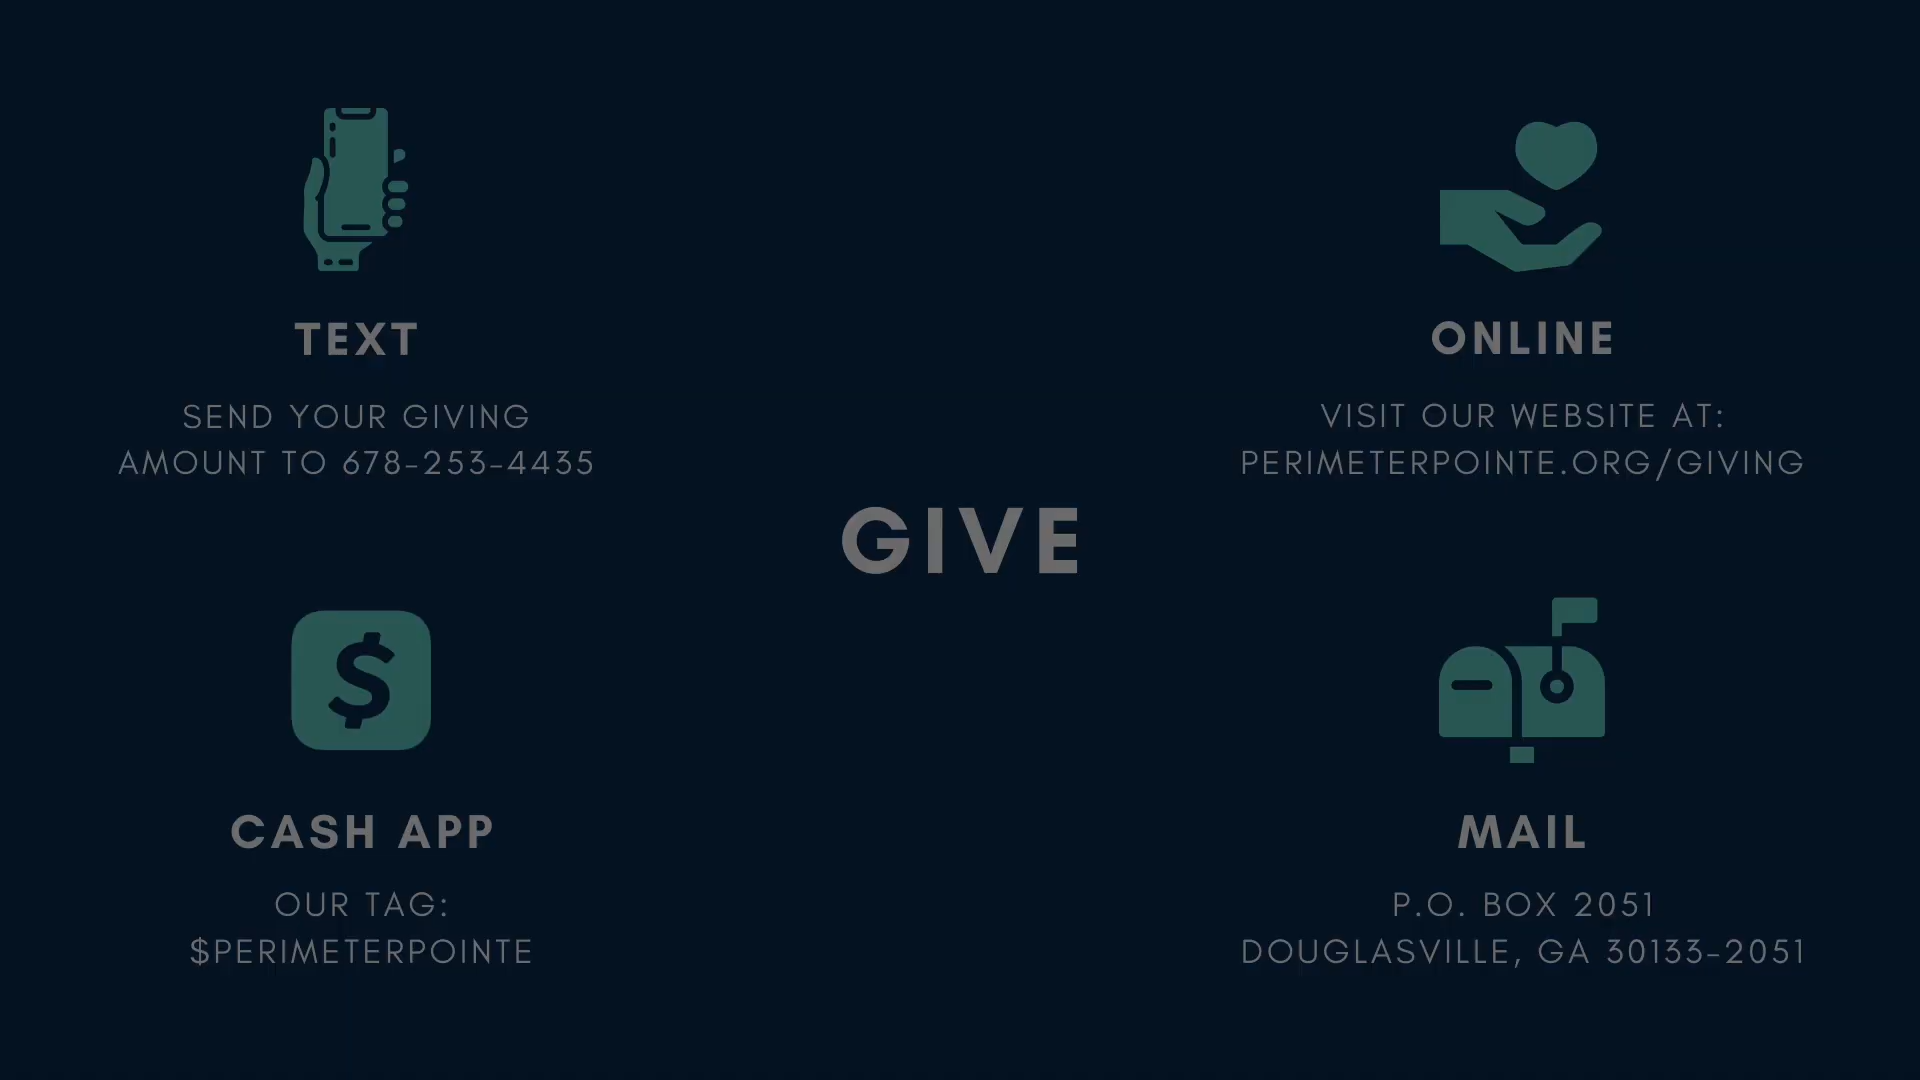 TEXT
SEND YOUR GIVING
AMOUNT TO 678-253-4435
ONLINE
VISIT OUR WEBSITE AT:
PERIMETERPOINTE.ORG/GIVING
GIVE
$
CASH APP
OUR TAG:
$PERIMETERPOINTE
MAIL
P.O. BOX 2051
DOUGLASVILLE, GA 30133-2051